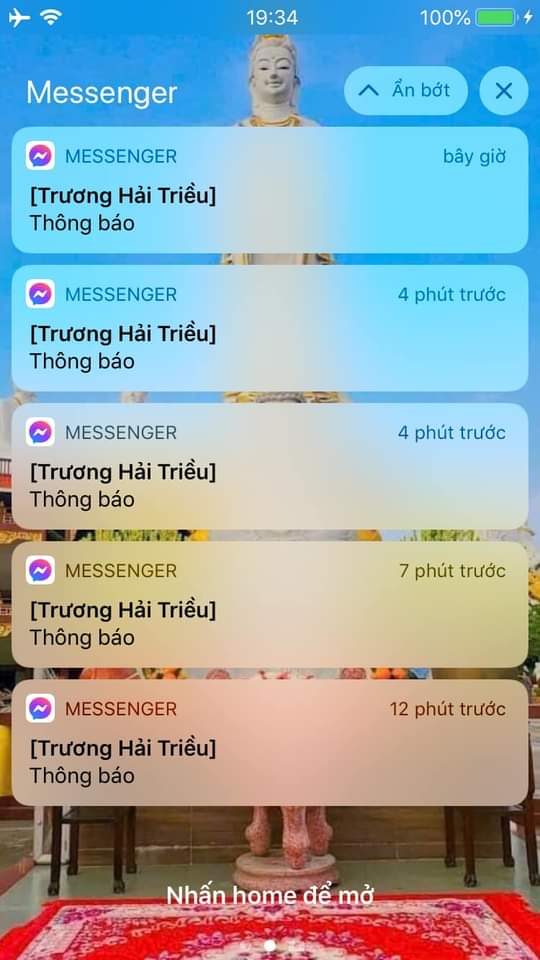 19:34
100%
Messenger
Ẩn bớt
MESSENGER
bây giờ
[Trương Hải Triều]
Thông báo
MESSENGER
4 phút trước
[Trương Hải Triều]
Thông báo
MESSENGER
4 phút trước
[Trương Hải Triều]
Thông báo
MESSENGER
7 phút trước
[Trương Hải Triều]
Thông báo
MESSENGER
12 phút trước
[Trương Hải Triều]
Thông báo
Nhấn home để mở